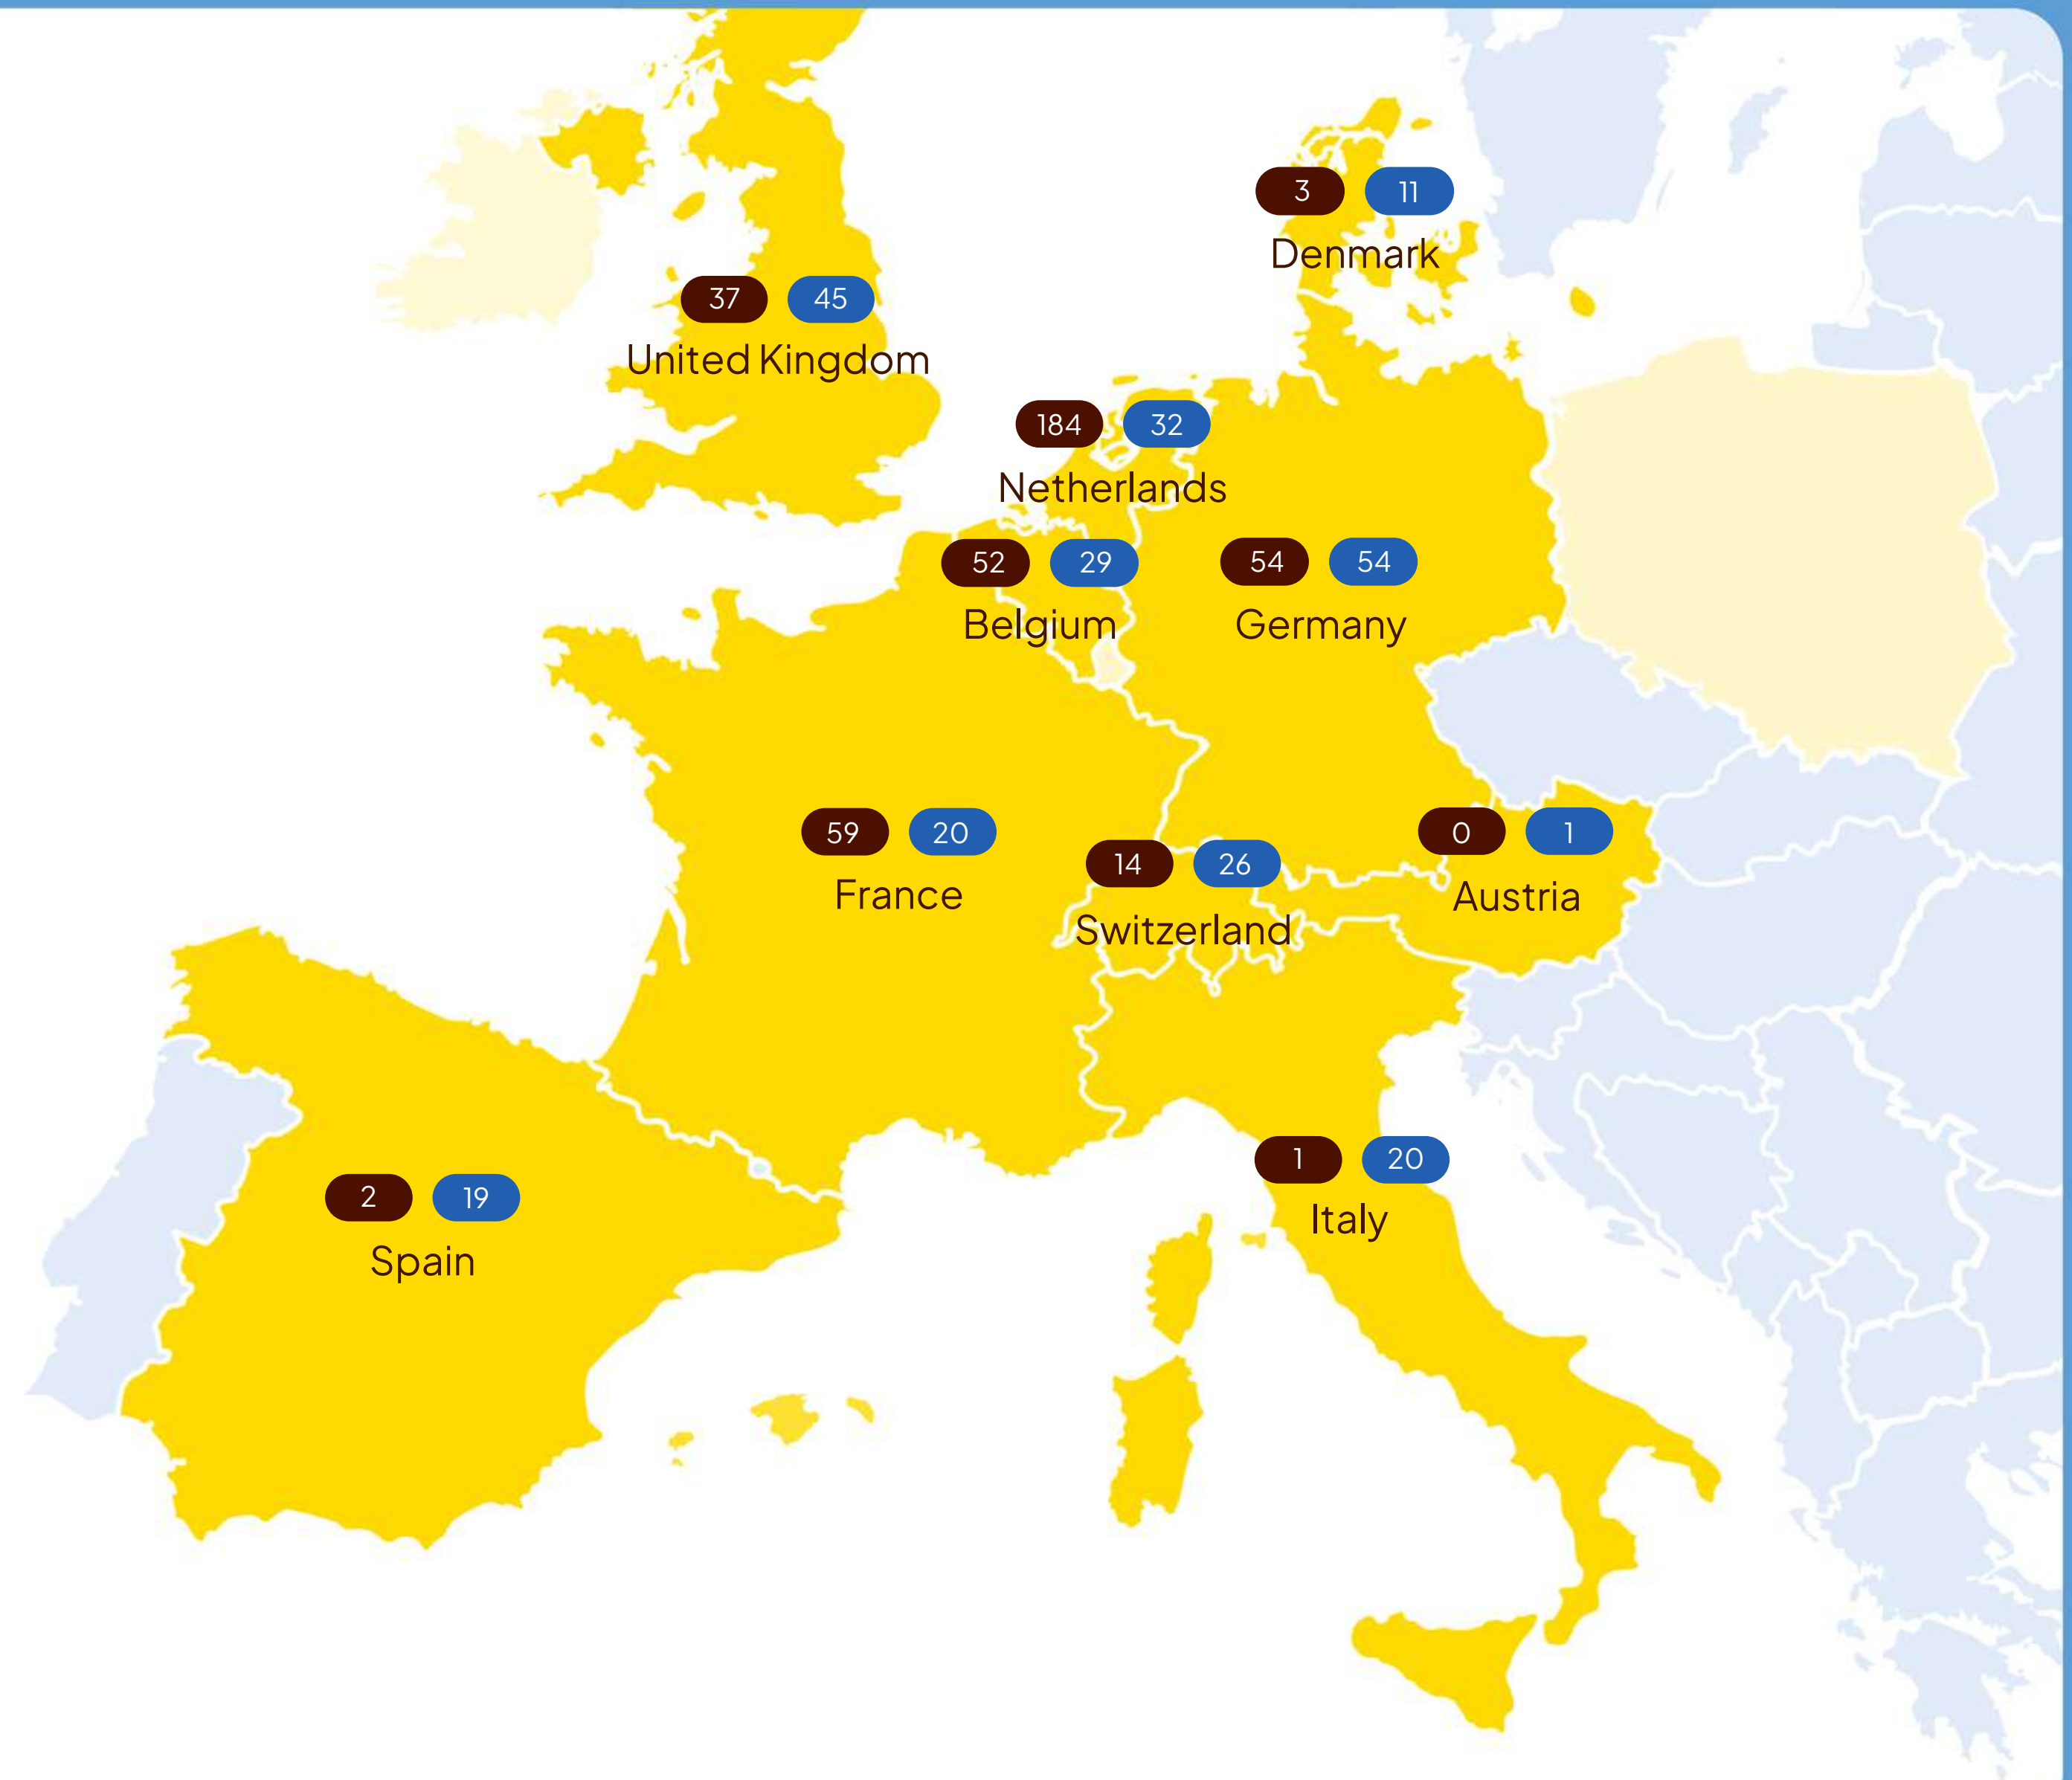 3 11
Denmark
37 45
United Kingdom
184 32
Netherlands
52 29
Belgium
54 54
Germany
59 20
France
14 26
Switzerland
0 1
Austria
2 19
Spain
1 20
Italy